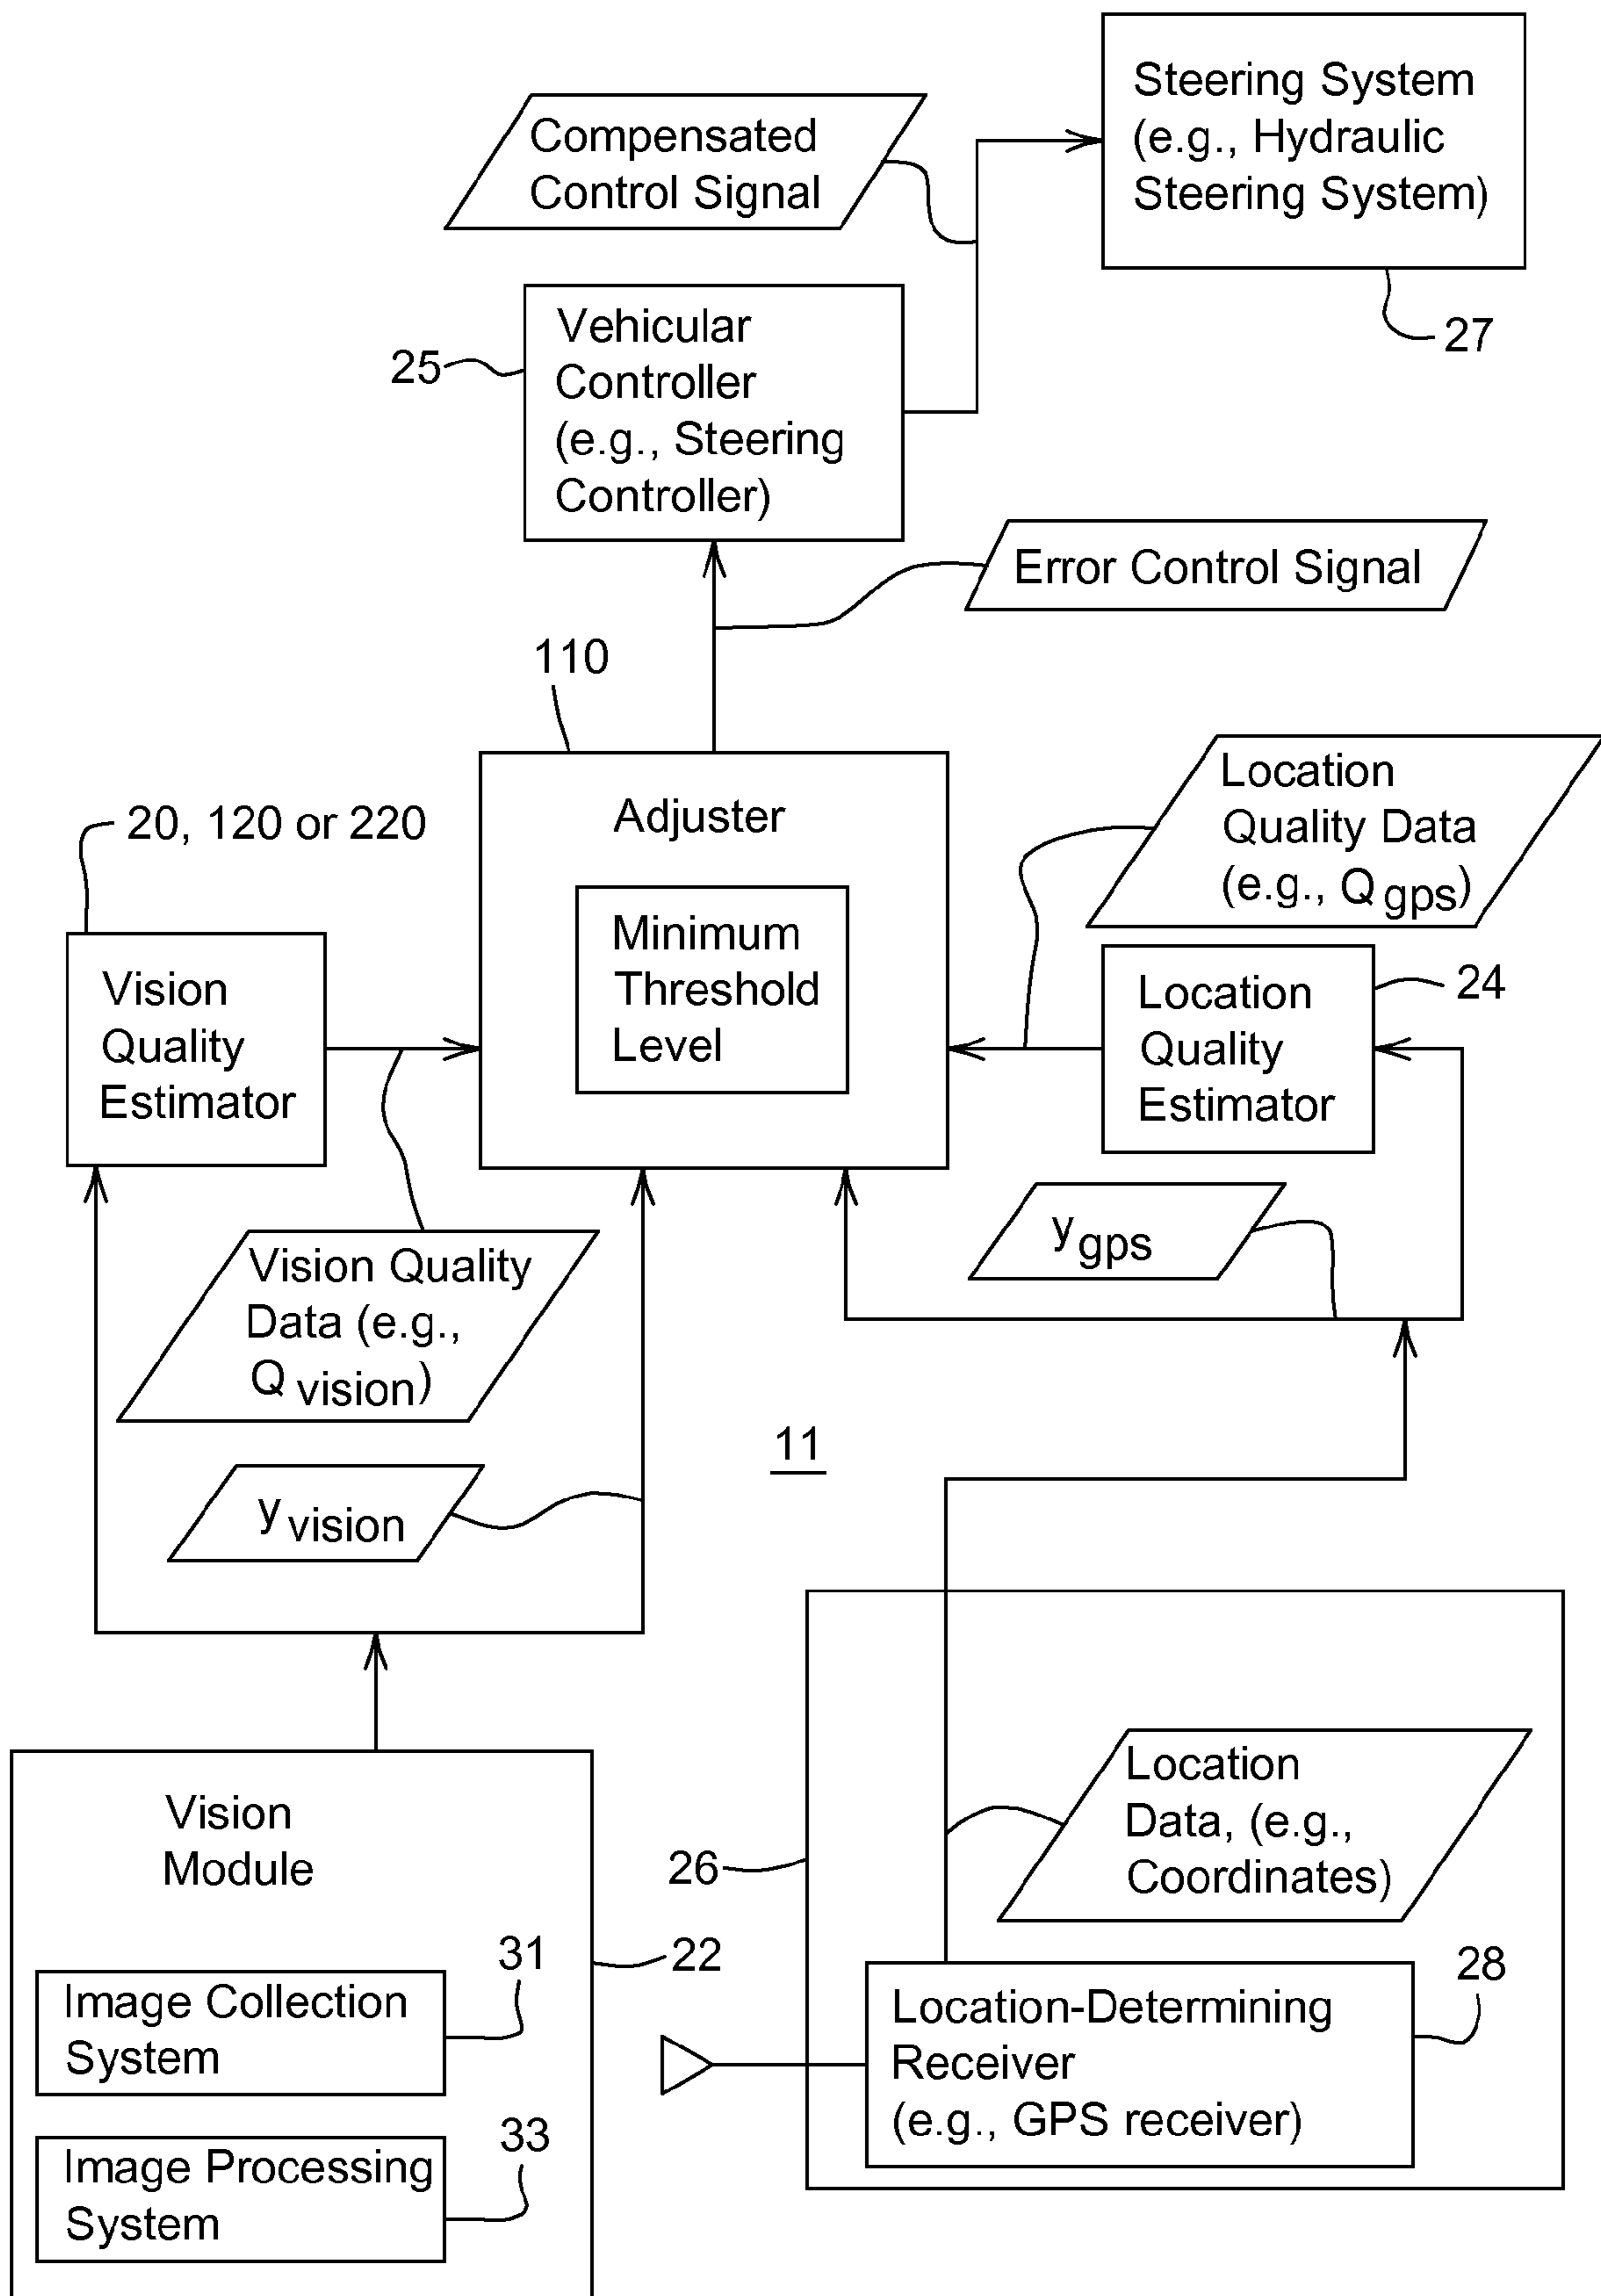 Steering System
(e.g., Hydraulic
Steering System)
Compensated
Control Signal
27
Vehicular
Controller
(e.g., Steering
Controller)
25
Error Control Signal
110
Location
Quality Data
(e.g., Q gps)
20, 120 or 220
Adjuster
Minimum
Threshold
Level
Vision
Quality
Estimator
24
Location
Quality
Estimator
y gps
Vision Quality
Data (e.g.,
Q vision)
11
y vision
Location
Data, (e.g.,
Coordinates)
Vision
Module
26
31
22
28
Image Collection
System
Location-Determining
Receiver
(e.g., GPS receiver)
33
Image Processing
System